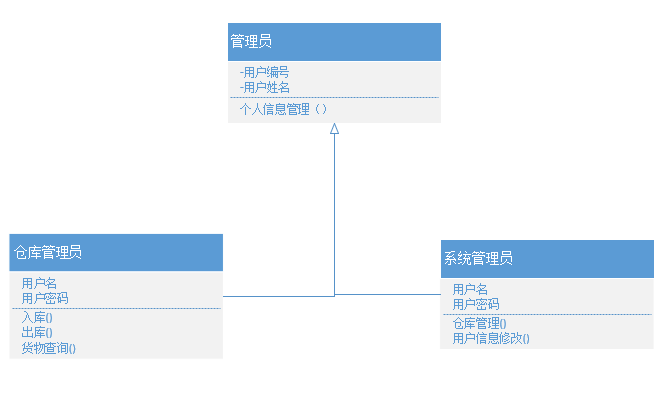 管理员
-用户编号
-用户姓名
个人信息管理（）
仓库管理员
用户名
用户密码
入库()
出库()
货物查询()
系统管理员
用户名
用户密码
仓库管理()
用户信息修改()